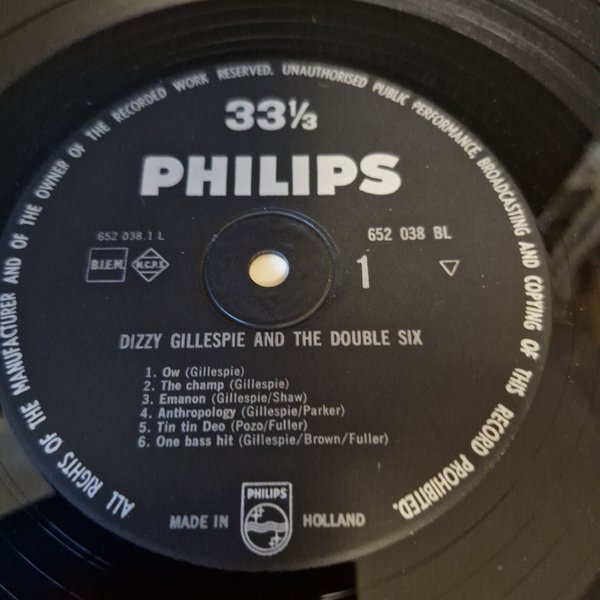 ALL RIGHTS OF THE MANUFACTURER AND OF THE OWNER OF THE RECORDED WORK RESERVED. UNAUTHORISED PUBLIC PERFORMANCE, BROADCASTING AND COPYING OF THIS RECORD PROHIBITED.
33⅓
PHILIPS
652 038.1 L
652 038 BL
B.I.E.M.
N.C.P.S.
1
DIZZY GILLESPIE AND THE DOUBLE SIX
1. Ow (Gillespie)
2. The champ (Gillespie)
3. Emanon (Gillespie/Shaw)
4. Anthropology (Gillespie/Parker)
5. Tin tin Deo (Pozo/Fuller)
6. One bass hit (Gillespie/Brown/Fuller)
PHILIPS
MADE IN HOLLAND